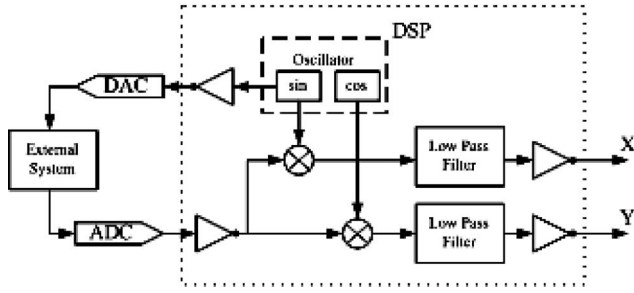 DSP
Oscillator
DAC
sin
cos
External
System
Low Pass
Filter
X
ADC
Low Pass
Filter
Y